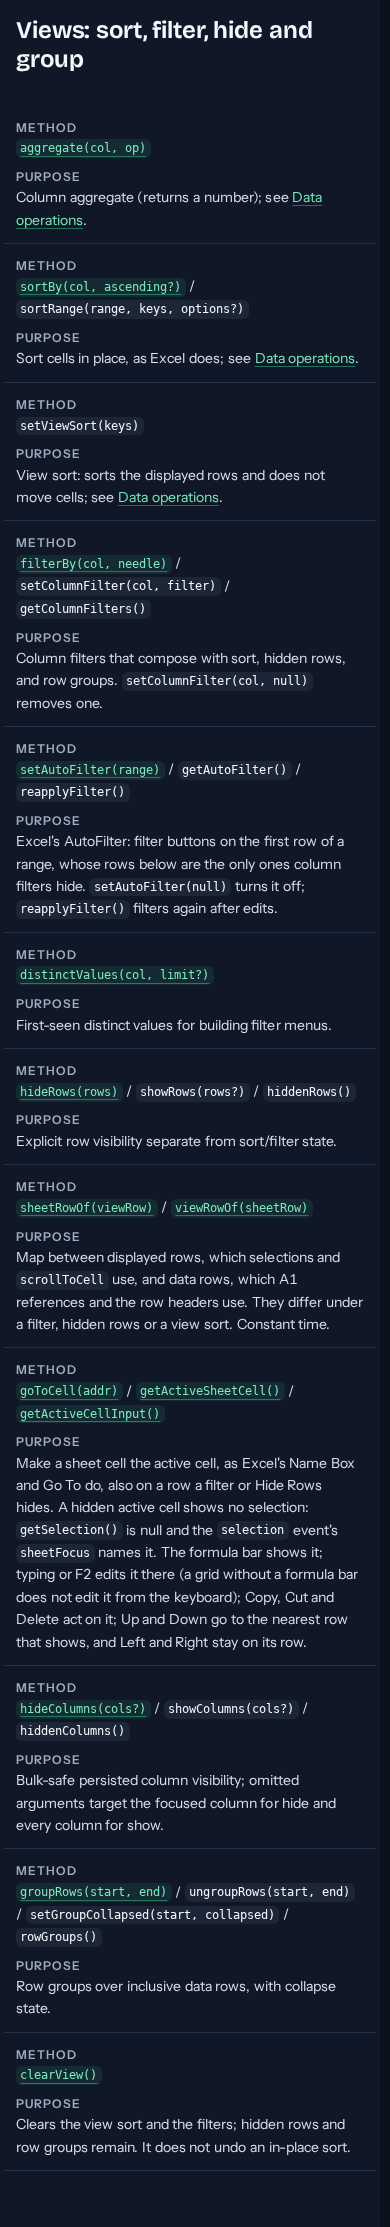 Views: sort, filter, hide and
group
METHOD
aggregate(col, op)
PURPOSE
Column aggregate (returns a number); see Data
operations.
METHOD
sortBy(col, ascending?) /
sortRange(range, keys, options?)
PURPOSE
Sort cells in place, as Excel does; see Data operations.
METHOD
setViewSort(keys)
PURPOSE
View sort: sorts the displayed rows and does not
move cells; see Data operations.
METHOD
filterBy(col, needle) /
setColumnFilter(col, filter) /
getColumnFilters()
PURPOSE
Column filters that compose with sort, hidden rows,
and row groups. setColumnFilter(col, null)
removes one.
METHOD
setAutoFilter(range) / getAutoFilter() /
reapplyFilter()
PURPOSE
Excel's AutoFilter: filter buttons on the first row of a
range, whose rows below are the only ones column
filters hide. setAutoFilter(null) turns it off;
reapplyFilter() filters again after edits.
METHOD
distinctValues(col, limit?)
PURPOSE
First-seen distinct values for building filter menus.
METHOD
hideRows(rows) / showRows(rows?) / hiddenRows()
PURPOSE
Explicit row visibility separate from sort/filter state.
METHOD
sheetRowOf(viewRow) / viewRowOf(sheetRow)
PURPOSE
Map between displayed rows, which selections and
scrollToCell use, and data rows, which A1
references and the row headers use. They differ under
a filter, hidden rows or a view sort. Constant time.
METHOD
goToCell(addr) / getActiveSheetCell() /
getActiveCellInput()
PURPOSE
Make a sheet cell the active cell, as Excel's Name Box
and Go To do, also on a row a filter or Hide Rows
hides. A hidden active cell shows no selection:
getSelection() is null and the selection event's
sheetFocus names it. The formula bar shows it;
typing or F2 edits it there (a grid without a formula bar
does not edit it from the keyboard); Copy, Cut and
Delete act on it; Up and Down go to the nearest row
that shows, and Left and Right stay on its row.
METHOD
hideColumns(cols?) / showColumns(cols?) /
hiddenColumns()
PURPOSE
Bulk-safe persisted column visibility; omitted
arguments target the focused column for hide and
every column for show.
METHOD
groupRows(start, end) / ungroupRows(start, end)
/ setGroupCollapsed(start, collapsed) /
rowGroups()
PURPOSE
Row groups over inclusive data rows, with collapse
state.
METHOD
clearView()
PURPOSE
Clears the view sort and the filters; hidden rows and
row groups remain. It does not undo an in-place sort.